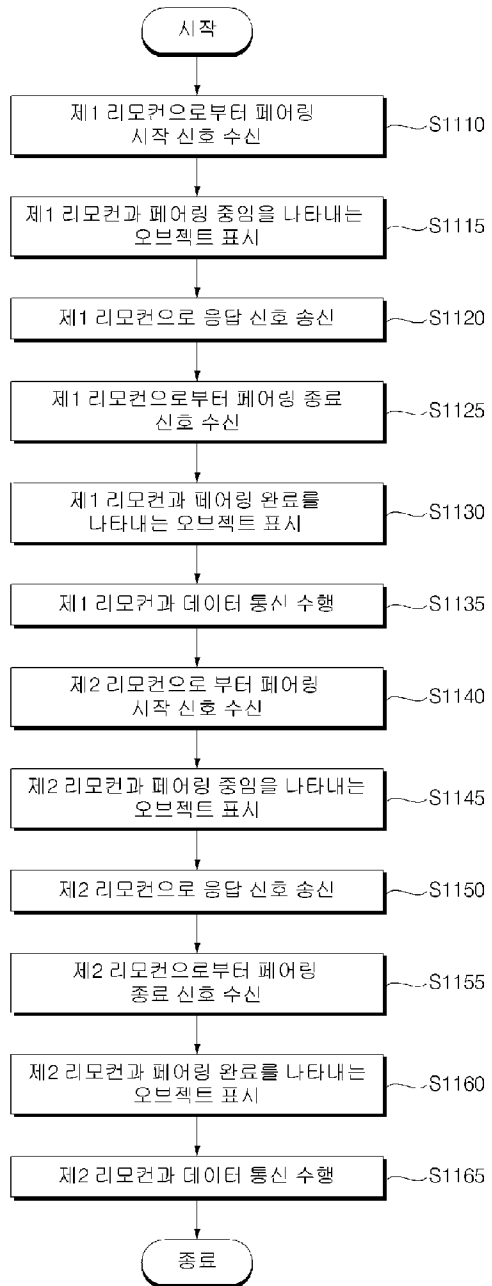 시작
제1 리모컨으로부터 페어링
시작 신호 수신
S1110
제1 리모컨과 페어링 중임을 나타내는
오브젝트 표시
S1115
제1 리모컨으로 응답 신호 송신
S1120
제1 리모컨으로부터 페어링 종료
신호 수신
S1125
제1 리모컨과 페어링 완료를
나타내는 오브젝트 표시
S1130
제1 리모컨과 데이터 통신 수행
S1135
제2 리모컨으로 부터 페어링
시작 신호 수신
S1140
제2 리모컨과 페어링 중임을 나타내는
오브젝트 표시
S1145
제2 리모컨으로 응답 신호 송신
S1150
제2 리모컨으로부터 페어링
종료 신호 수신
S1155
제2 리모컨과 페어링 완료를 나타내는
오브젝트 표시
S1160
제2 리모컨과 데이터 통신 수행
S1165
종료